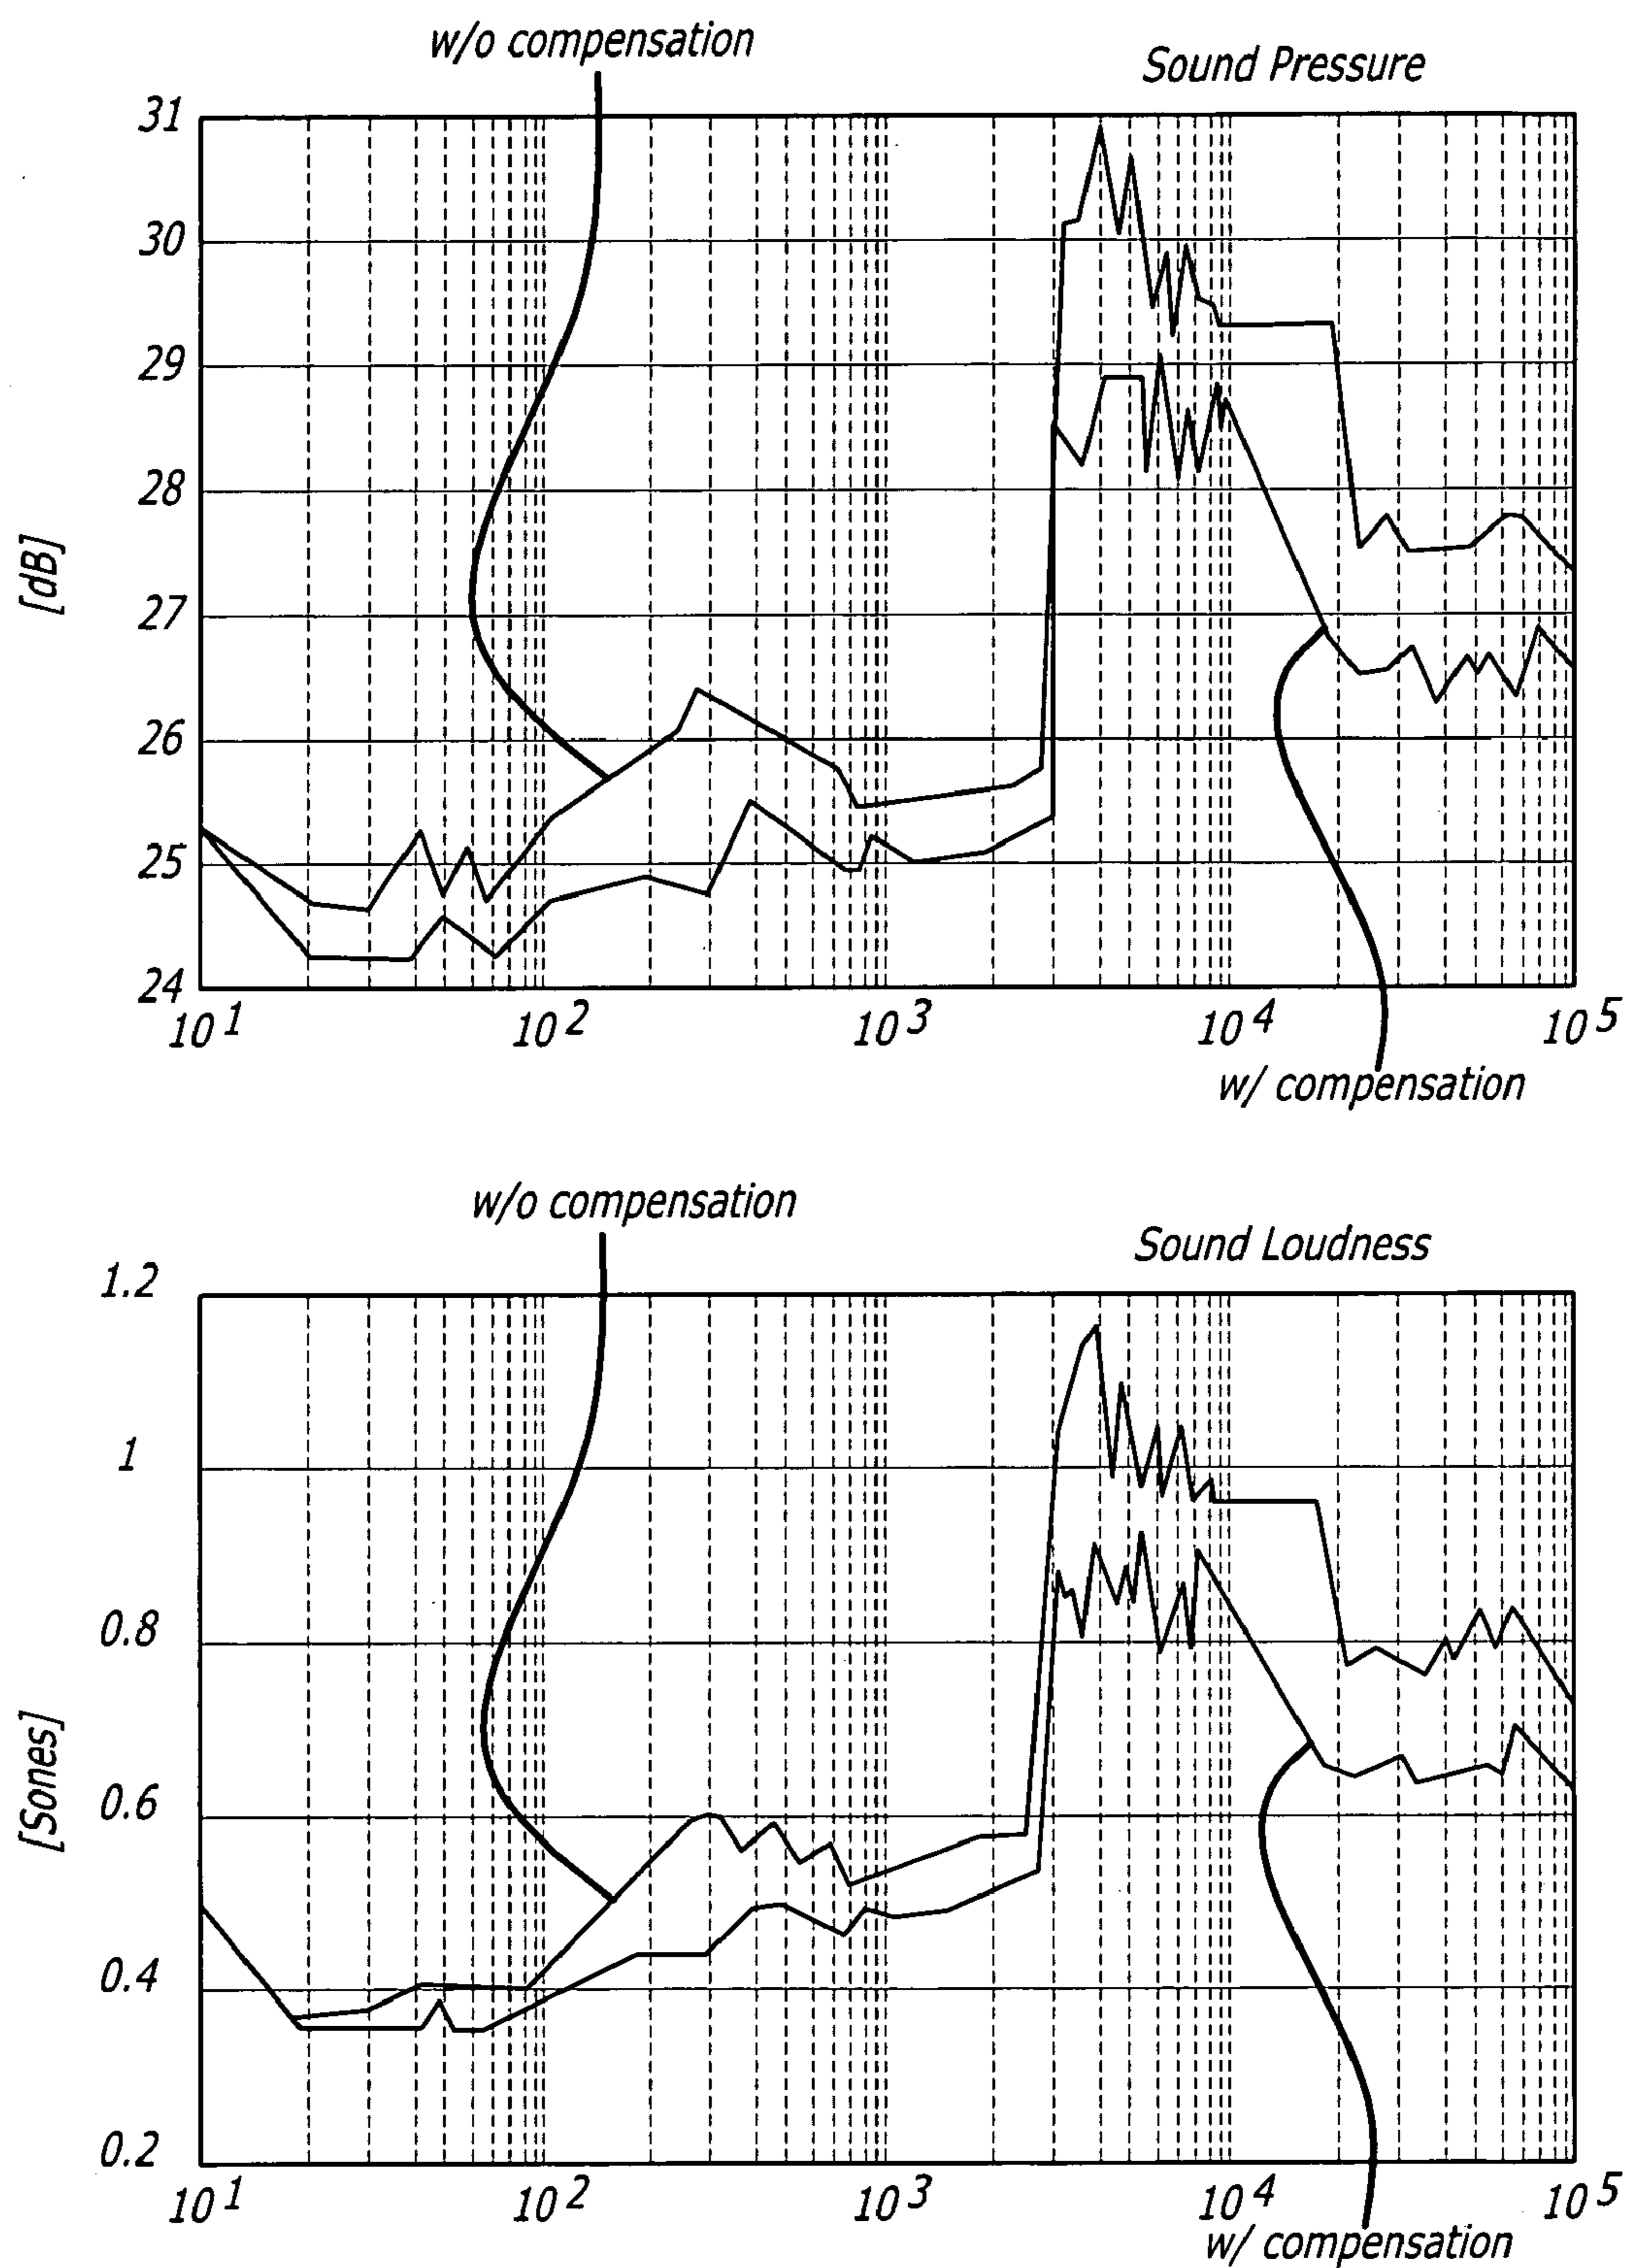 w/o compensation
Sound Pressure
31
30
29
28
27
26
25
24
[dB]
10^1 10^2 10^3 10^4 10^5
w/ compensation
w/o compensation
Sound Loudness
1.2
1
0.8
0.6
0.4
0.2
[Sones]
10^1 10^2 10^3 10^4 10^5
w/ compensation